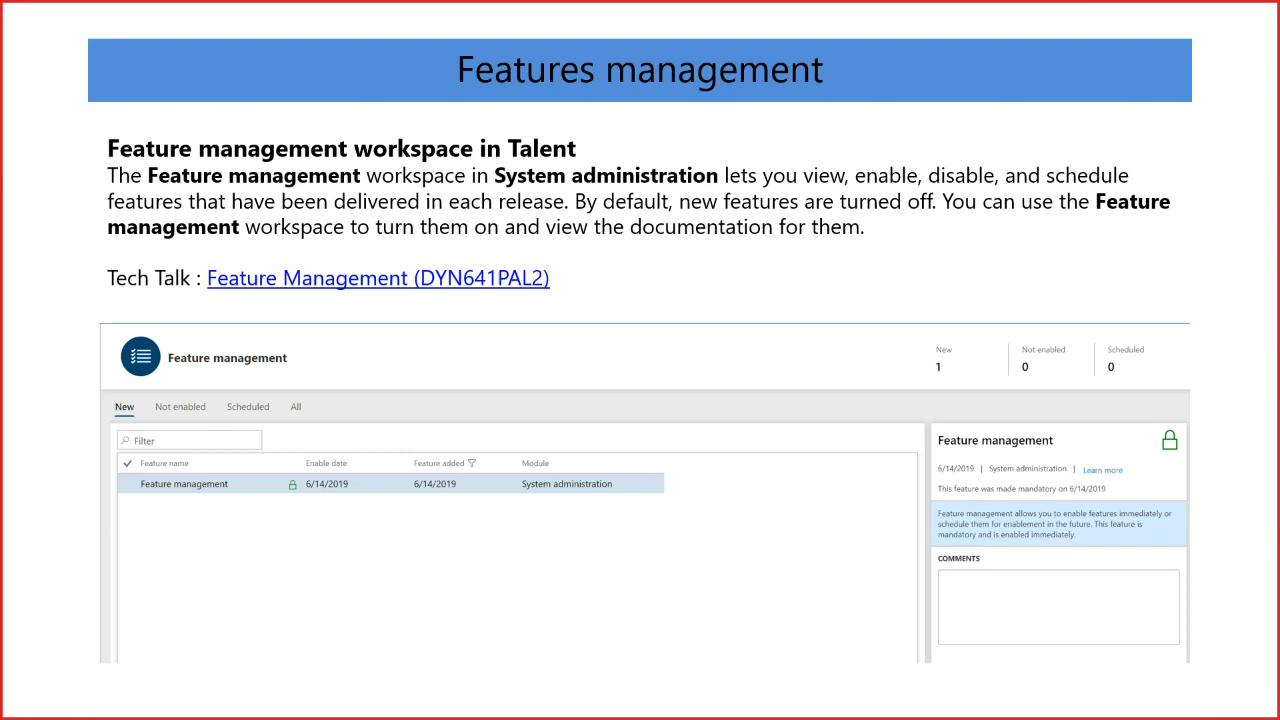 Features management
Feature management workspace in Talent
The Feature management workspace in System administration lets you view, enable, disable, and schedule
features that have been delivered in each release. By default, new features are turned off. You can use the Feature
management workspace to turn them on and view the documentation for them.
Tech Talk : Feature Management (DYN641PAL2)
Feature management
New Not enabled Scheduled
1 0 0
New Not enabled Scheduled All
Filter
Feature name Enable date Feature added Module
Feature management 6/14/2019 6/14/2019 System administration
Feature management
6/14/2019 | System administration | Learn more
This feature was made mandatory on 6/14/2019
Feature management allows you to enable features immediately or
schedule them for enablement in the future. This feature is
mandatory and is enabled immediately.
COMMENTS